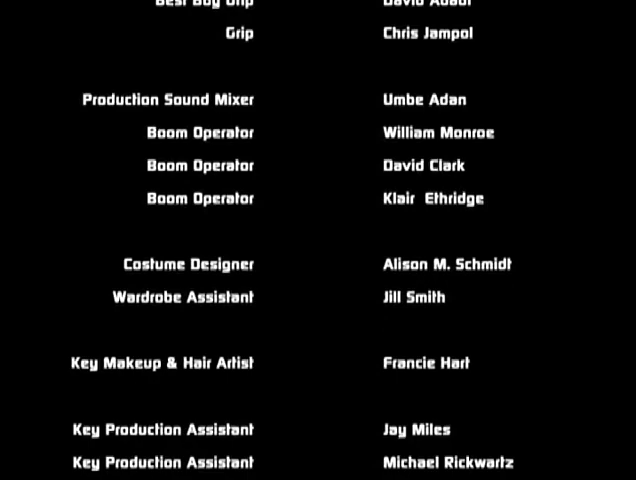 Best Boy Grip David
Grip Chris Jampol
Production Sound Mixer Umbe Adan
Boom Operator William Monroe
Boom Operator David Clark
Boom Operator Klair Ethridge
Costume Designer Alison M. Schmidt
Wardrobe Assistant Jill Smith
Key Makeup & Hair Artist Francie Hart
Key Production Assistant Jay Miles
Key Production Assistant Michael Rickwartz